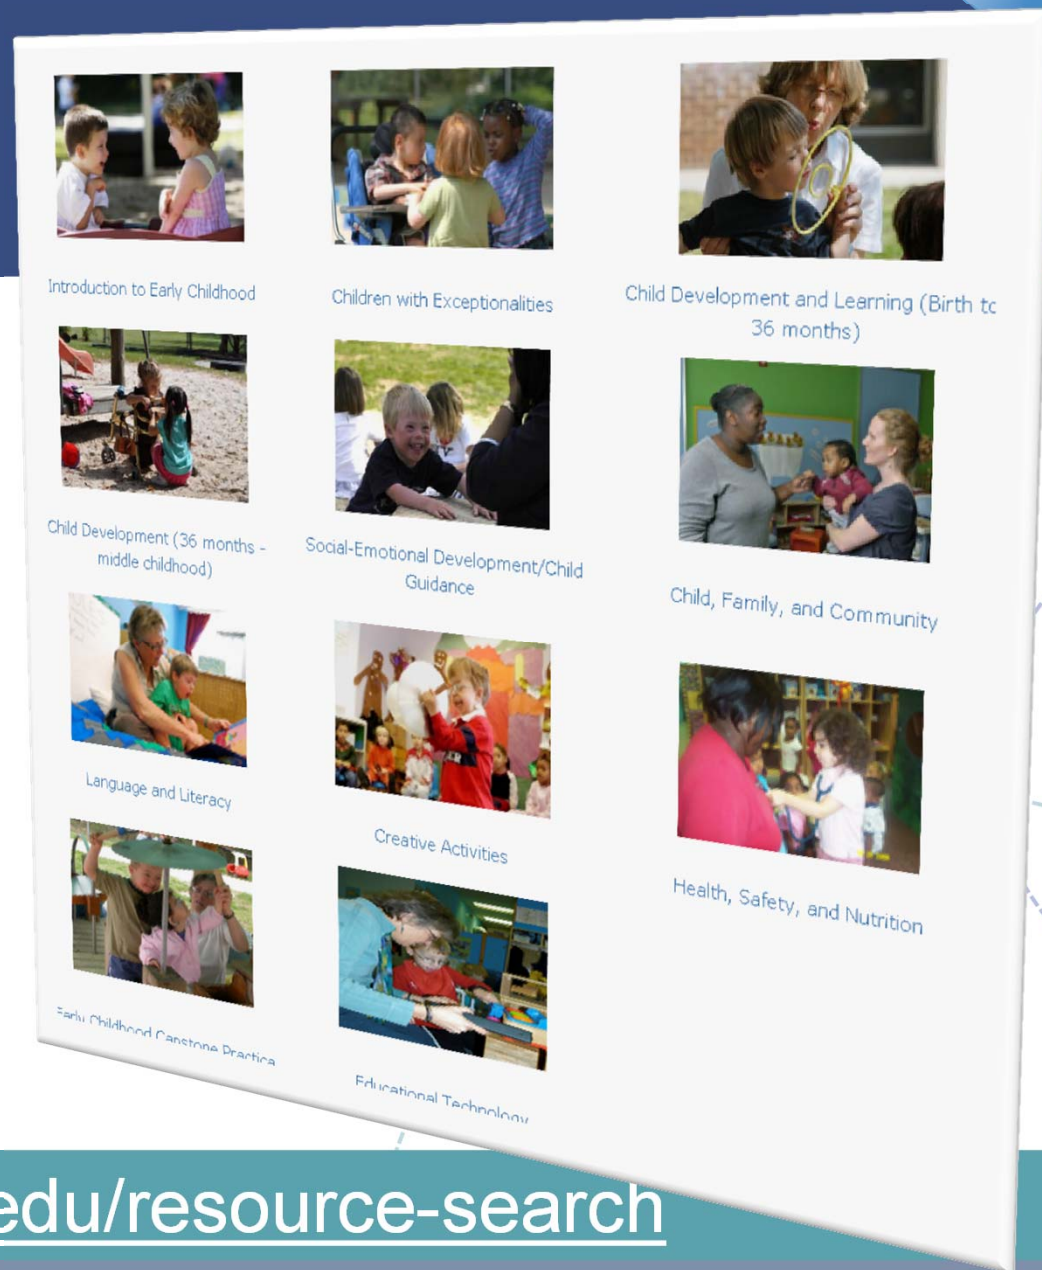 Introduction to Early Childhood
Children with Exceptionalities
Child Development and Learning (Birth to
36 months)
Child Development (36 months -
middle childhood)
Social-Emotional Development/Child
Guidance
Child, Family, and Community
Language and Literacy
Creative Activities
Health, Safety, and Nutrition
Early Childhood Capstone Practica
Educational Technology
edu/resource-search